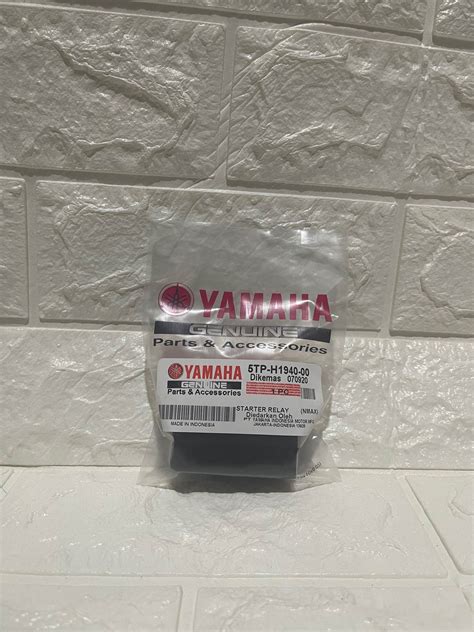 YAMAHA
GENUINE
Parts & Accessories
YAMAHA
GENUINE
Parts & Accessories
5TP-H1940-00
Dikemas 070920
1 PC
STARTER RELAY (NMAX)
Diedarkan Oleh
MADE IN INDONESIA
PT YAMAHA INDONESIA MOTOR MFG
JAKARTA-INDONESIA